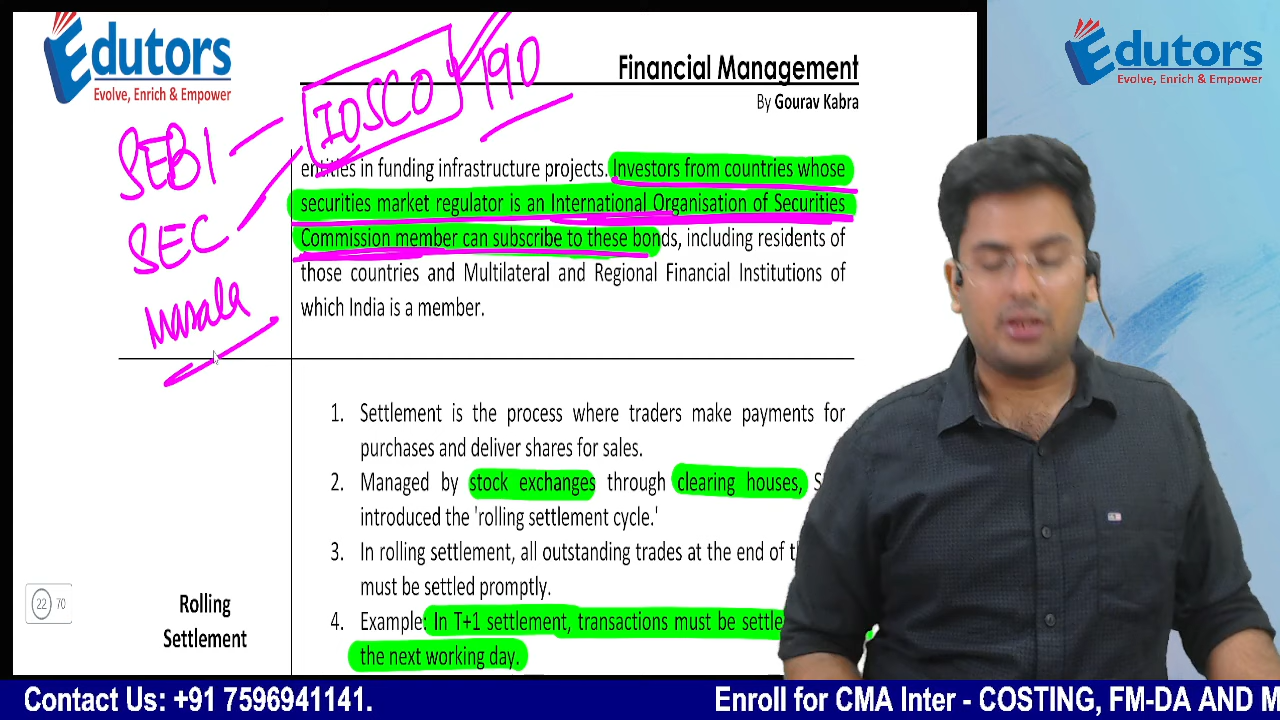 Edutors
Evolve, Enrich & Empower
Financial Management
By Gourav Kabra
Edutors
Evolve, Enrich & Empower
SEBI
IOSCO
190
SEC
Masala
entities in funding infrastructure projects. Investors from countries whose
securities market regulator is an International Organisation of Securities
Commission member can subscribe to these bonds, including residents of
those countries and Multilateral and Regional Financial Institutions of
which India is a member.
1. Settlement is the process where traders make payments for
purchases and deliver shares for sales.
2. Managed by stock exchanges through clearing houses,
introduced the 'rolling settlement cycle.'
3. In rolling settlement, all outstanding trades at the end of
must be settled promptly.
Rolling
Settlement
4. Example: In T+1 settlement, transactions must be
the next working day.
22 70
Contact Us: +91 7596941141.
Enroll for CMA Inter - COSTING, FM-DA AND M